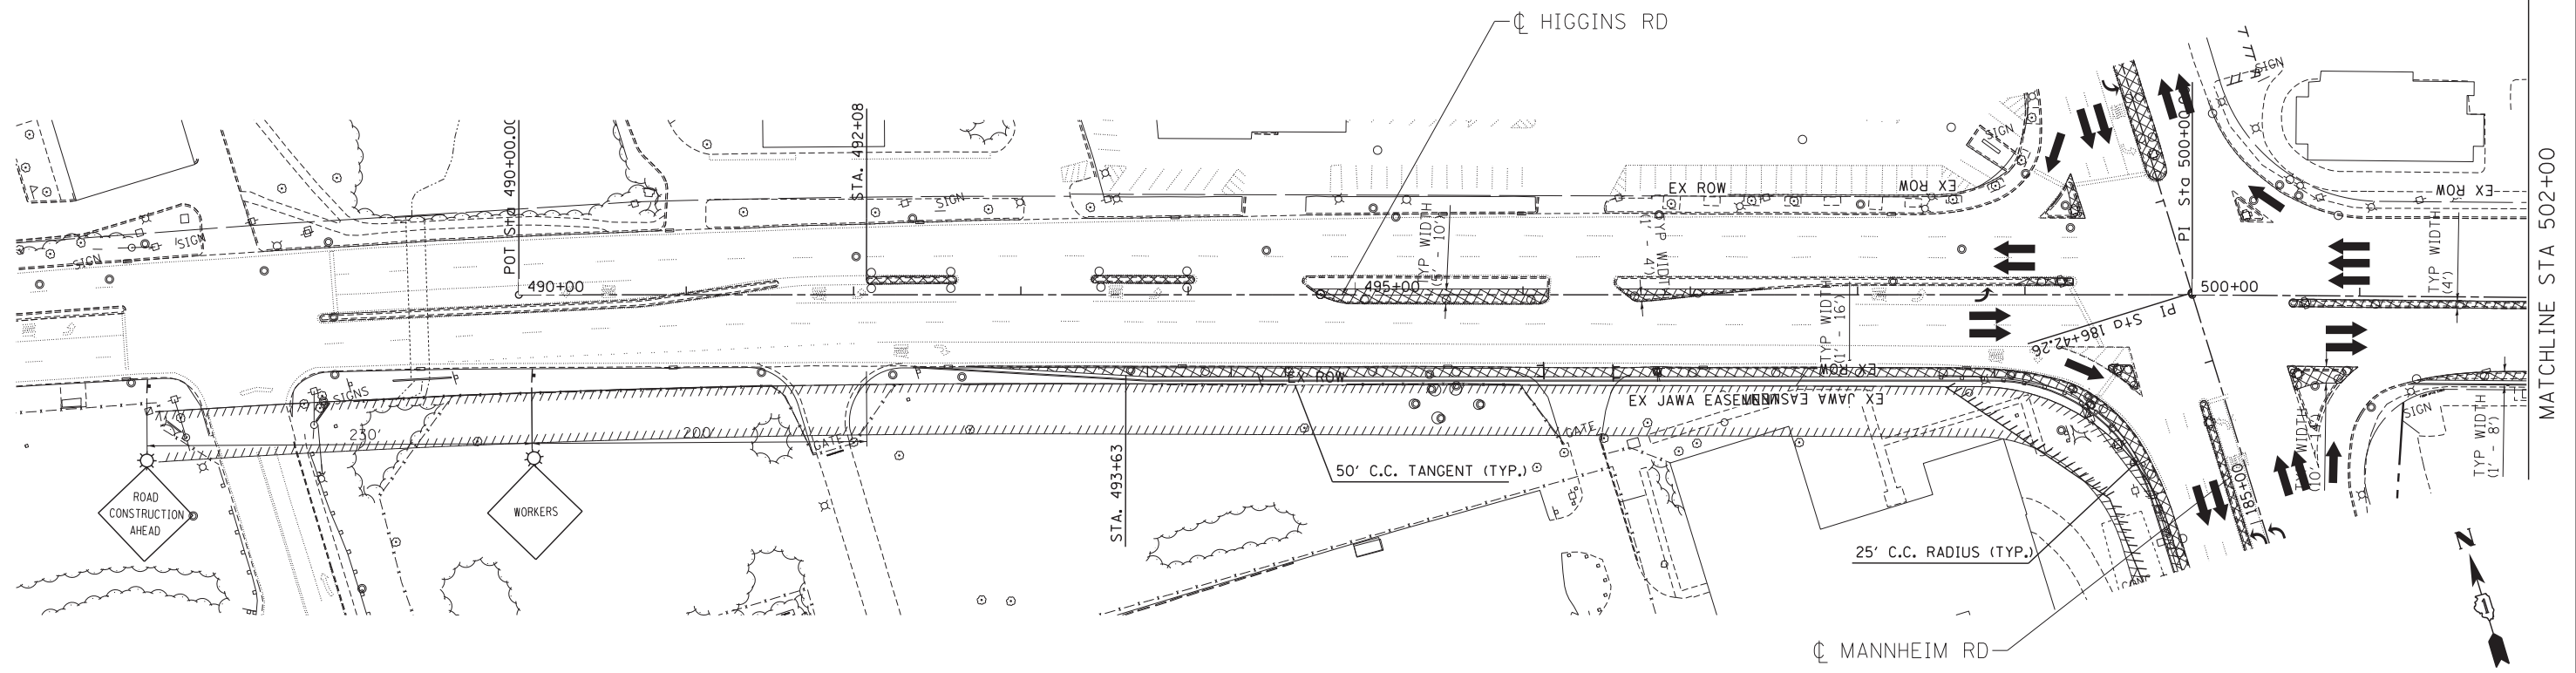 ℄ HIGGINS RD
SIGN
SIGN
POT Sta 490+00.00
STA. 492+08
SIGN
EX ROW
EX ROW
SIGN
PI Sta 500+00.0
SIGN
EX ROW
MATCHLINE STA 502+00
490+00
495+00
500+00
TYP WIDTH
(5' - 10')
TYP WIDTH
(1' - 4')
TYP WIDTH
(1' - 16')
TYP WIDTH
(4')
PI Sta 186+42.26
EX ROW
EX ROW
EX JAWA EASEMENT
EX JAWA EASEMENT
SIGNS
230'
200'
GATE
GATE
SIGN
TYP WIDTH
TYP WIDTH
(1' - 8')
185+00
ROAD
CONSTRUCTION
AHEAD
WORKERS
STA. 493+63
50' C.C. TANGENT (TYP.)
25' C.C. RADIUS (TYP.)
℄ MANNHEIM RD
N